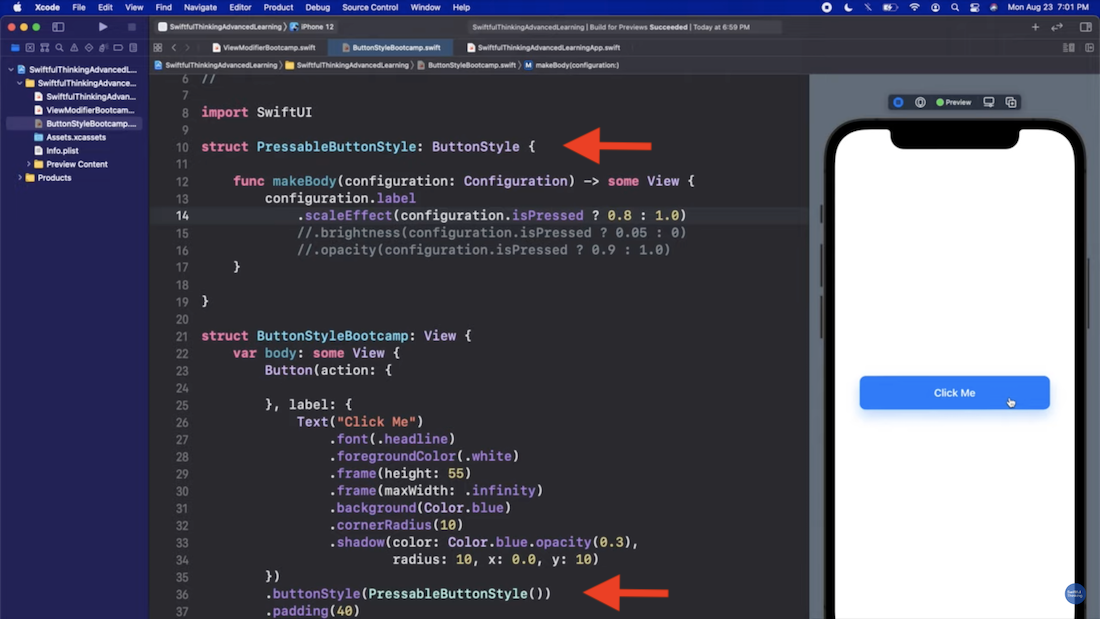 Xcode File Edit View Find Navigate Editor Product Debug Source Control Window Help Mon Aug 23 7:01 PM
SwiftfulThinkingAdvancedLearning iPhone 12 SwiftfulThinkingAdvancedLearning | Build for Previews Succeeded | Today at 6:59 PM
ViewModifierBootcamp.swift ButtonStyleBootcamp.swift SwiftfulThinkingAdvancedLearningApp.swift
SwiftfulThinkingAdvancedLearning SwiftfulThinkingAdvancedLearning ButtonStyleBootcamp.swift M makeBody(configuration:)
SwiftfulThinkingAdvancedL...
SwiftfulThinkingAdvance...
SwiftfulThinkingAdvan...
ViewModifierBootcam...
ButtonStyleBootcamp....
Assets.xcassets
Info.plist
Preview Content
Products
6 //
7
8 import SwiftUI
9
10 struct PressableButtonStyle: ButtonStyle {
11
12 func makeBody(configuration: Configuration) -> some View {
13 configuration.label
14 .scaleEffect(configuration.isPressed ? 0.8 : 1.0)
15 //.brightness(configuration.isPressed ? 0.05 : 0)
16 //.opacity(configuration.isPressed ? 0.9 : 1.0)
17 }
18
19 }
20
21 struct ButtonStyleBootcamp: View {
22 var body: some View {
23 Button(action: {
24
25 }, label: {
26 Text("Click Me")
27 .font(.headline)
28 .foregroundColor(.white)
29 .frame(height: 55)
30 .frame(maxWidth: .infinity)
31 .background(Color.blue)
32 .cornerRadius(10)
33 .shadow(color: Color.blue.opacity(0.3),
34 radius: 10, x: 0.0, y: 10)
35 })
36 .buttonStyle(PressableButtonStyle())
37 .padding(40)
Preview
Click Me
Swiftful
Thinking